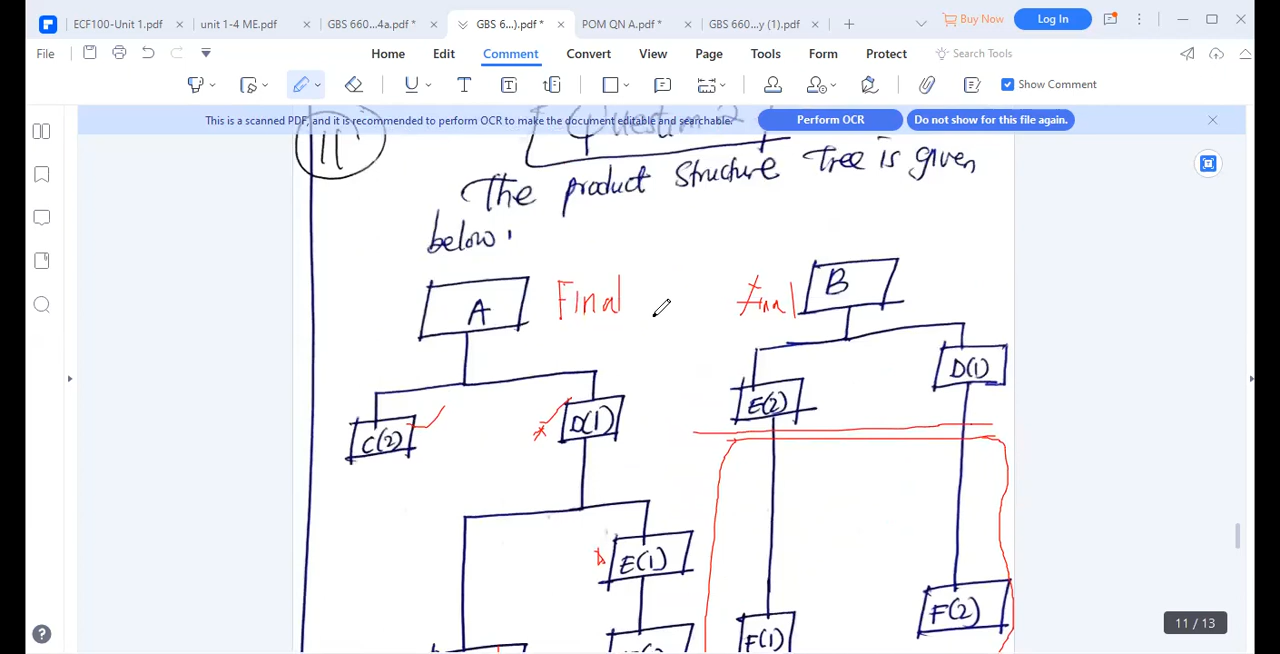 ECF100-Unit 1.pdf
unit 1-4 ME.pdf
GBS 660...4a.pdf *
GBS 6...).pdf *
POM QN A.pdf *
GBS 660...y (1).pdf
Buy Now
Log In
File
Home
Edit
Comment
Convert
View
Page
Tools
Form
Protect
Search Tools
Show Comment
This is a scanned PDF, and it is recommended to perform OCR to make the document editable and searchable.
Perform OCR
Do not show for this file again.
11
Question 2
The product Structure Tree is given
below.
A
Final
final
B
C(2)
D(1)
E(2)
D(1)
E(1)
F(1)
F(2)
11 / 13